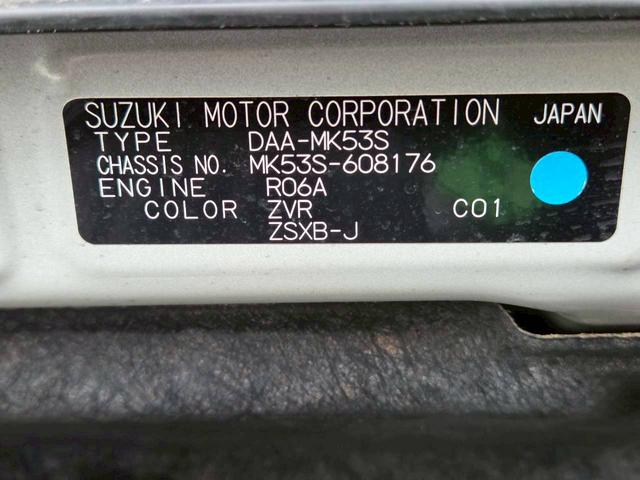 SUZUKI MOTOR CORPORATION JAPAN
TYPE DAA-MK53S
CHASSIS NO. MK53S-608176
ENGINE R06A
COLOR ZVR C01
ZSXB-J